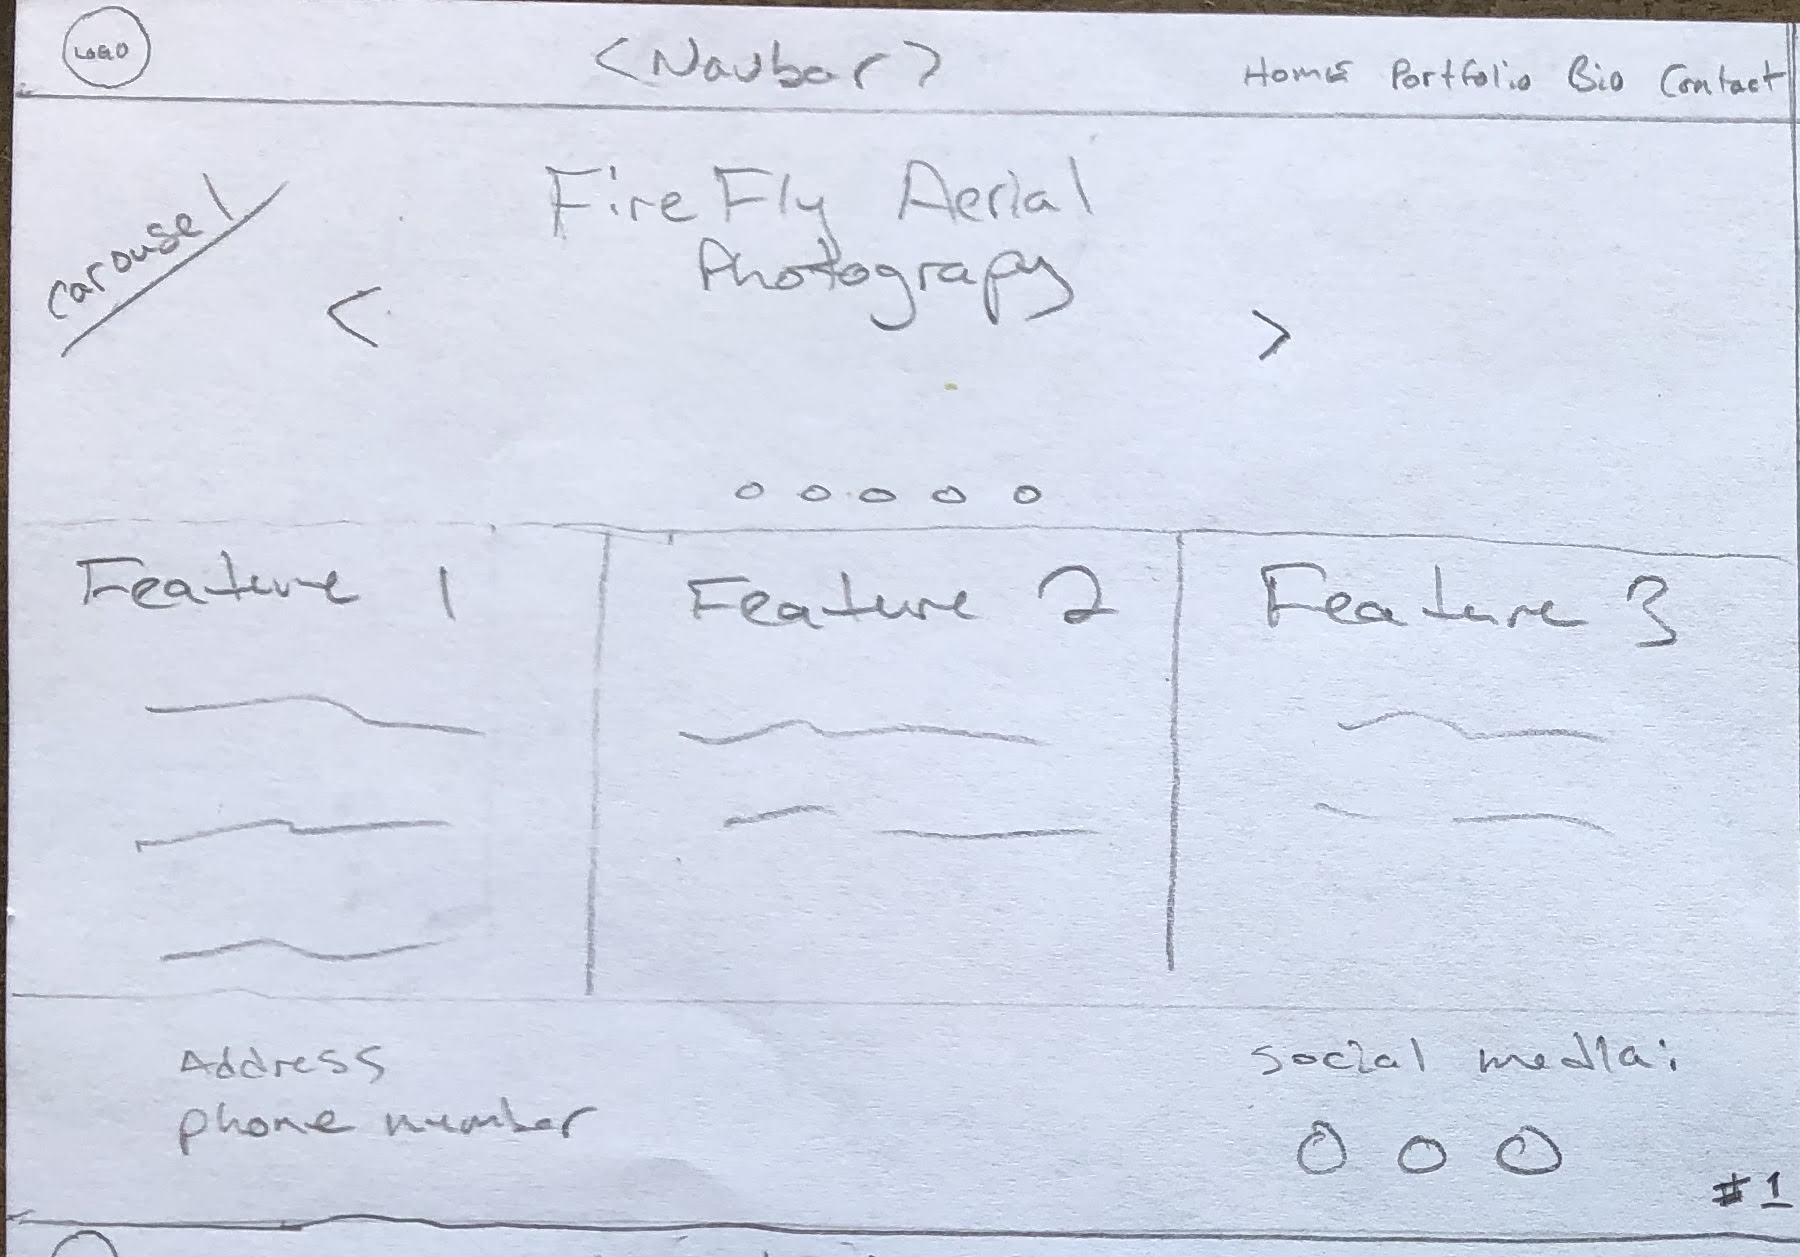 LOGO
<Navbar>
Home Portfolio Bio Contact
carousel
FireFly Aerial
Photograpy
<
>
Feature 1
Feature 2
Feature 3
Address
phone number
social media:
#1